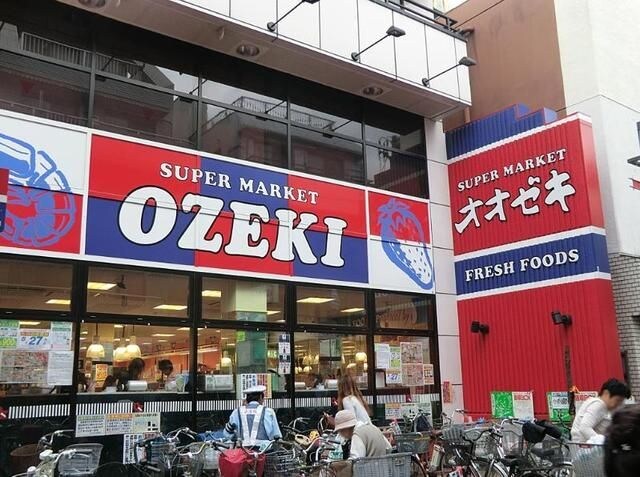 SUPER MARKET
OZEKI
SUPER MARKET
オオゼキ
FRESH FOODS